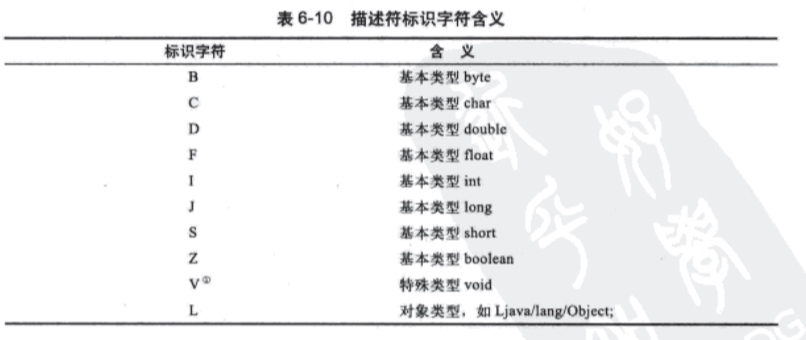 表 6-10 描述符标识字符含义
标识字符 含 义
B 基本类型 byte
C 基本类型 char
D 基本类型 double
F 基本类型 float
I 基本类型 int
J 基本类型 long
S 基本类型 short
Z 基本类型 boolean
V① 特殊类型 void
L 对象类型，如 Ljava/lang/Object;